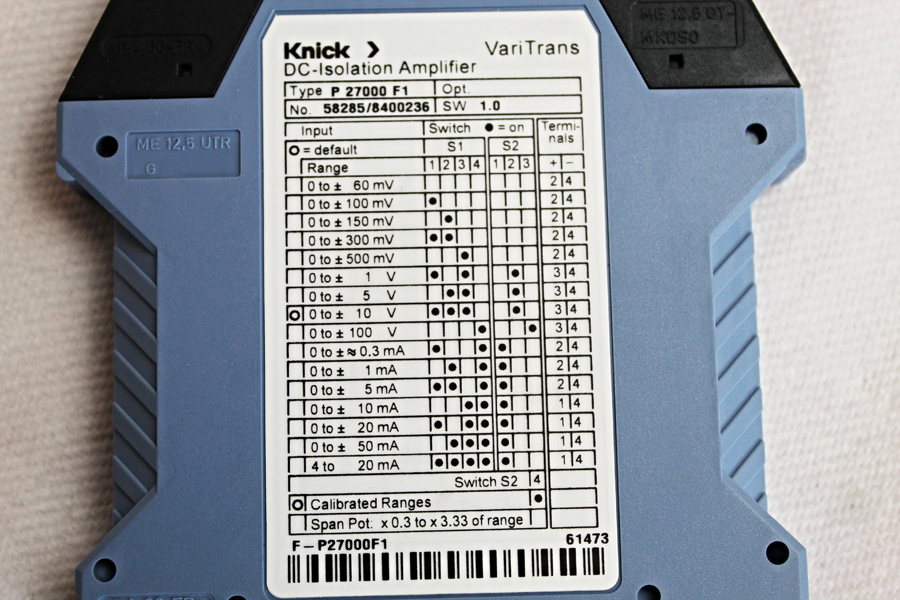 Knick VariTrans
DC-Isolation Amplifier
Type P 27000 F1 Opt.
No. 58285/8400236 SW 1.0
Input Switch ● = on Termi-
nals
O = default S1 S2
Range 1 2 3 4 1 2 3 + –
0 to ± 60 mV 2 4
0 to ± 100 mV ● 2 4
0 to ± 150 mV ● 2 4
0 to ± 300 mV ● ● 2 4
0 to ± 500 mV ● 2 4
0 to ± 1 V ● ● ● 3 4
0 to ± 5 V ● ● ● 3 4
O 0 to ± 10 V ● ● ● ● 3 4
0 to ± 100 V ● ● 3 4
0 to ± ≈ 0.3 mA ● ● ● 2 4
0 to ± 1 mA ● ● ● 2 4
0 to ± 5 mA ● ● ● ● 2 4
0 to ± 10 mA ● ● ● 1 4
0 to ± 20 mA ● ● ● ● 1 4
0 to ± 50 mA ● ● ● ● 1 4
4 to 20 mA ● ● ● ● ● 1 4
Switch S2 4
O Calibrated Ranges ●
Span Pot: x 0.3 to x 3.33 of range
F – P27000F1 61473
ME 12,5 UTR
G
ME 12,5 OT-
MKDSO